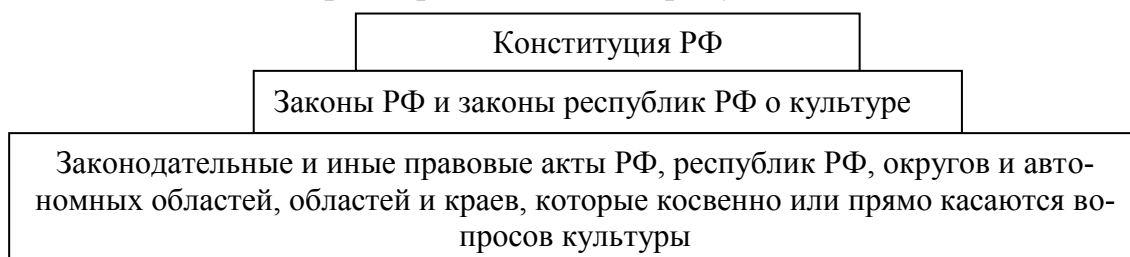 Конституция РФ
Законы РФ и законы республик РФ о культуре
Законодательные и иные правовые акты РФ, республик РФ, округов и авто-
номных областей, областей и краев, которые косвенно или прямо касаются во-
просов культуры